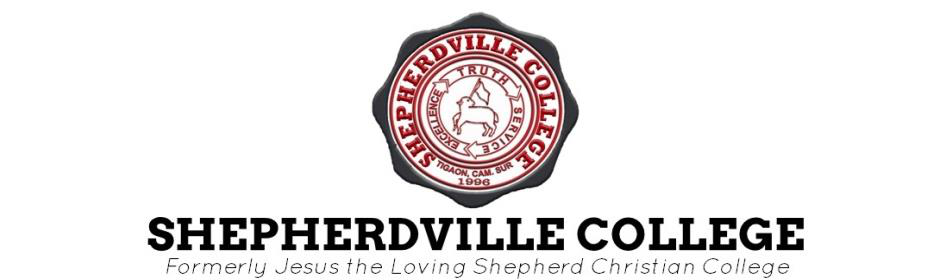 SHEPHERDVILLE COLLEGE
TRUTH
SERVICE
EXCELLENCE
TIGAON, CAM. SUR
1996
SHEPHERDVILLE COLLEGE
Formerly Jesus the Loving Shepherd Christian College